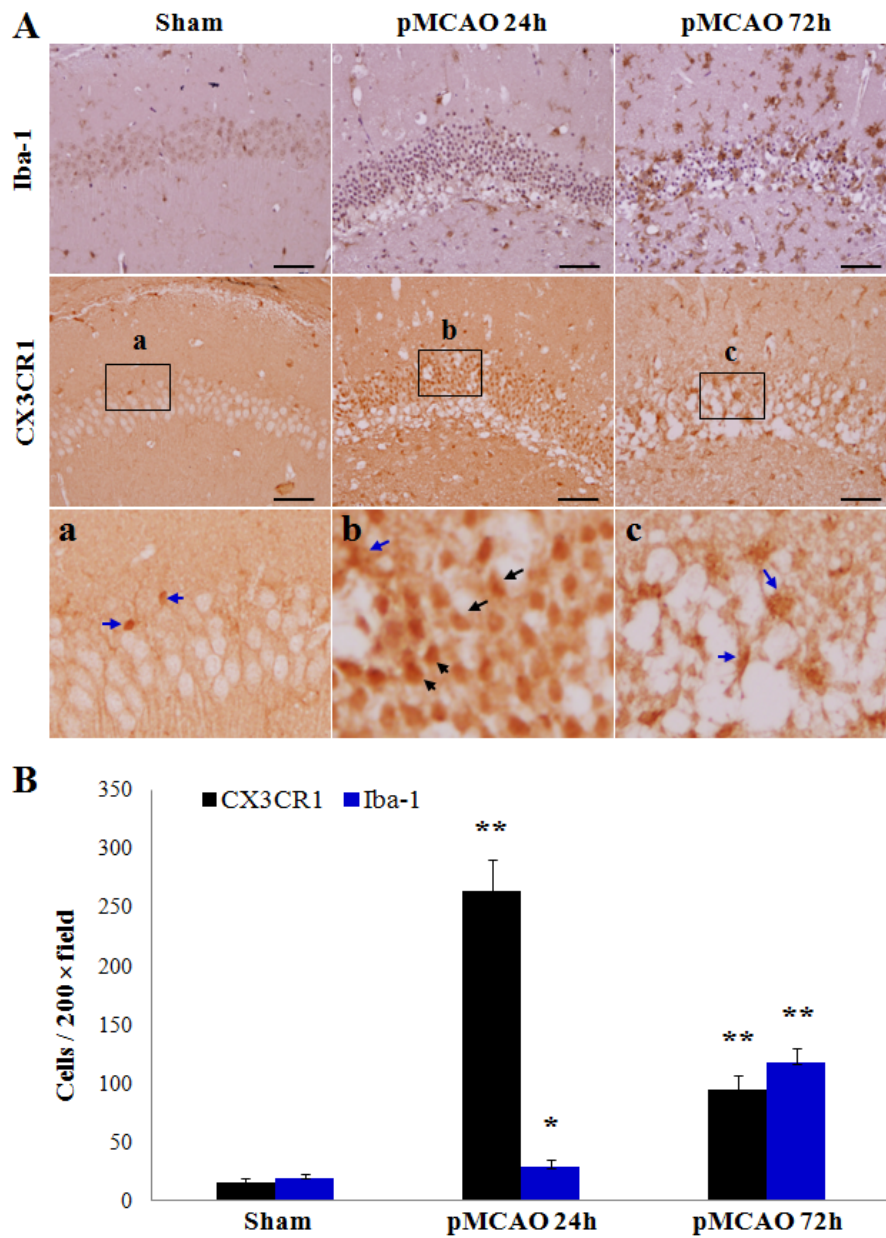 A
Sham
pMCAO 24h
pMCAO 72h
Iba-1
CX3CR1
a
b
c
a
b
c
B
CX3CR1
Iba-1
Cells / 200 × field
350
300
250
200
150
100
50
0
**
*
**
**
Sham
pMCAO 24h
pMCAO 72h